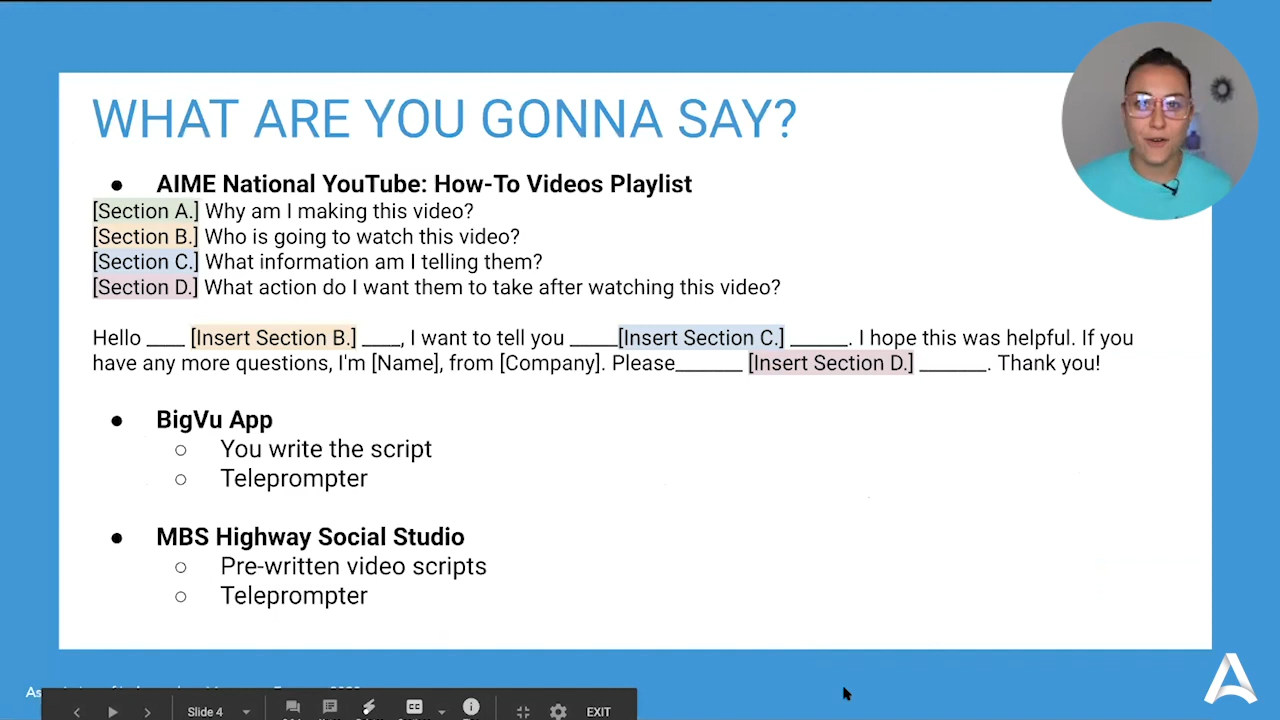 WHAT ARE YOU GONNA SAY?
● AIME National YouTube: How-To Videos Playlist
[Section A.] Why am I making this video?
[Section B.] Who is going to watch this video?
[Section C.] What information am I telling them?
[Section D.] What action do I want them to take after watching this video?
Hello ____ [Insert Section B.] ____, I want to tell you _____[Insert Section C.] ______. I hope this was helpful. If you
have any more questions, I'm [Name], from [Company]. Please_______ [Insert Section D.] _______. Thank you!
● BigVu App
○ You write the script
○ Teleprompter
● MBS Highway Social Studio
○ Pre-written video scripts
○ Teleprompter
Slide 4
EXIT